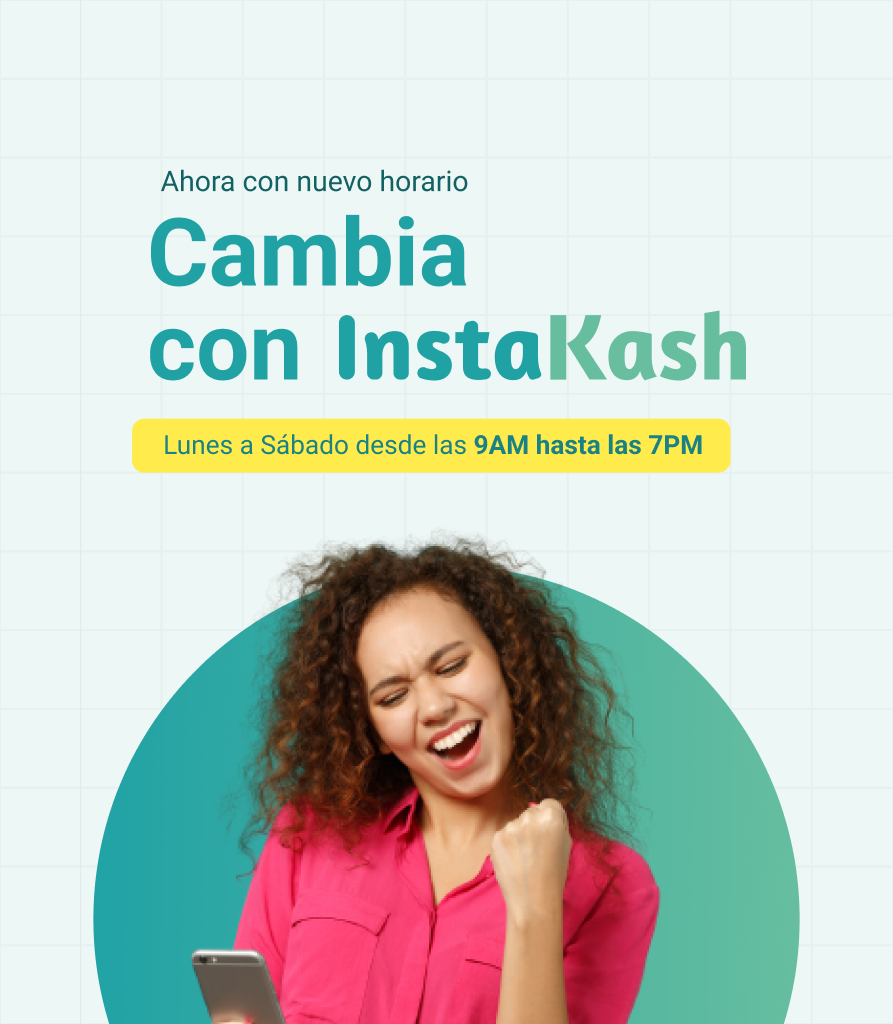 Ahora con nuevo horario
Cambia
con InstaKash
Lunes a Sábado desde las 9AM hasta las 7PM